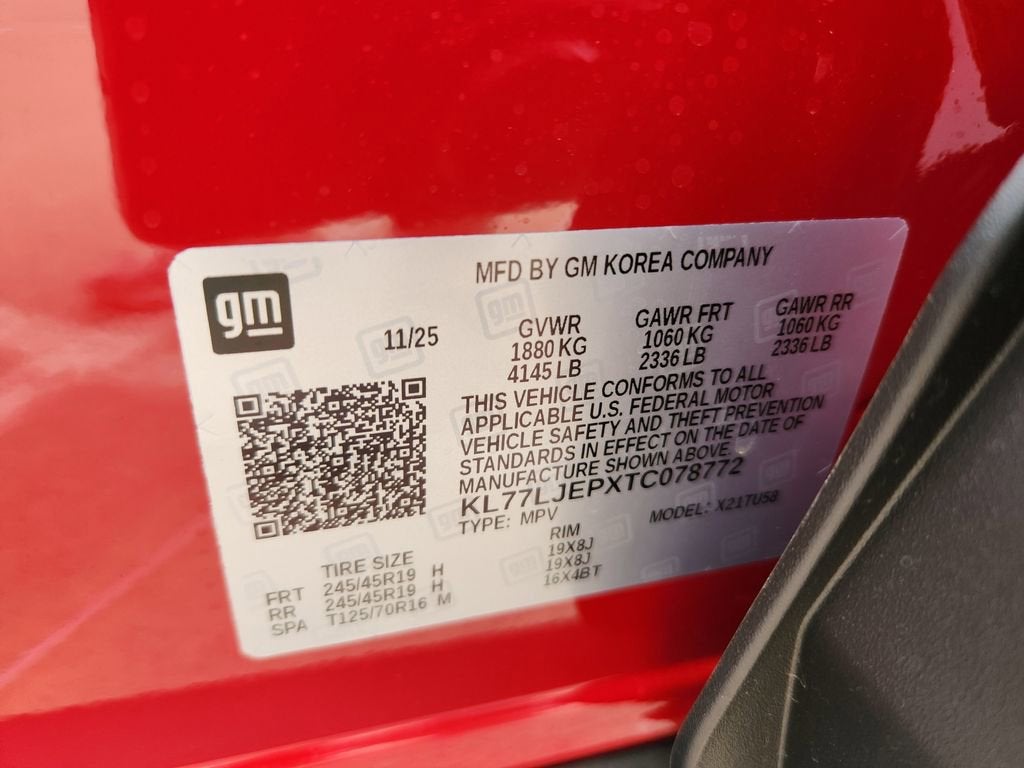 gm
MFD BY GM KOREA COMPANY
11/25
GVWR GAWR FRT GAWR RR
1880 KG 1060 KG 1060 KG
4145 LB 2336 LB 2336 LB
THIS VEHICLE CONFORMS TO ALL
APPLICABLE U.S. FEDERAL MOTOR
VEHICLE SAFETY AND THEFT PREVENTION
STANDARDS IN EFFECT ON THE DATE OF
MANUFACTURE SHOWN ABOVE.
KL77LJEPXTC078772
TYPE: MPV MODEL: X21TU58
TIRE SIZE RIM
FRT 245/45R19 H 19X8J
RR 245/45R19 H 19X8J
SPA T125/70R16 M 16X4BT